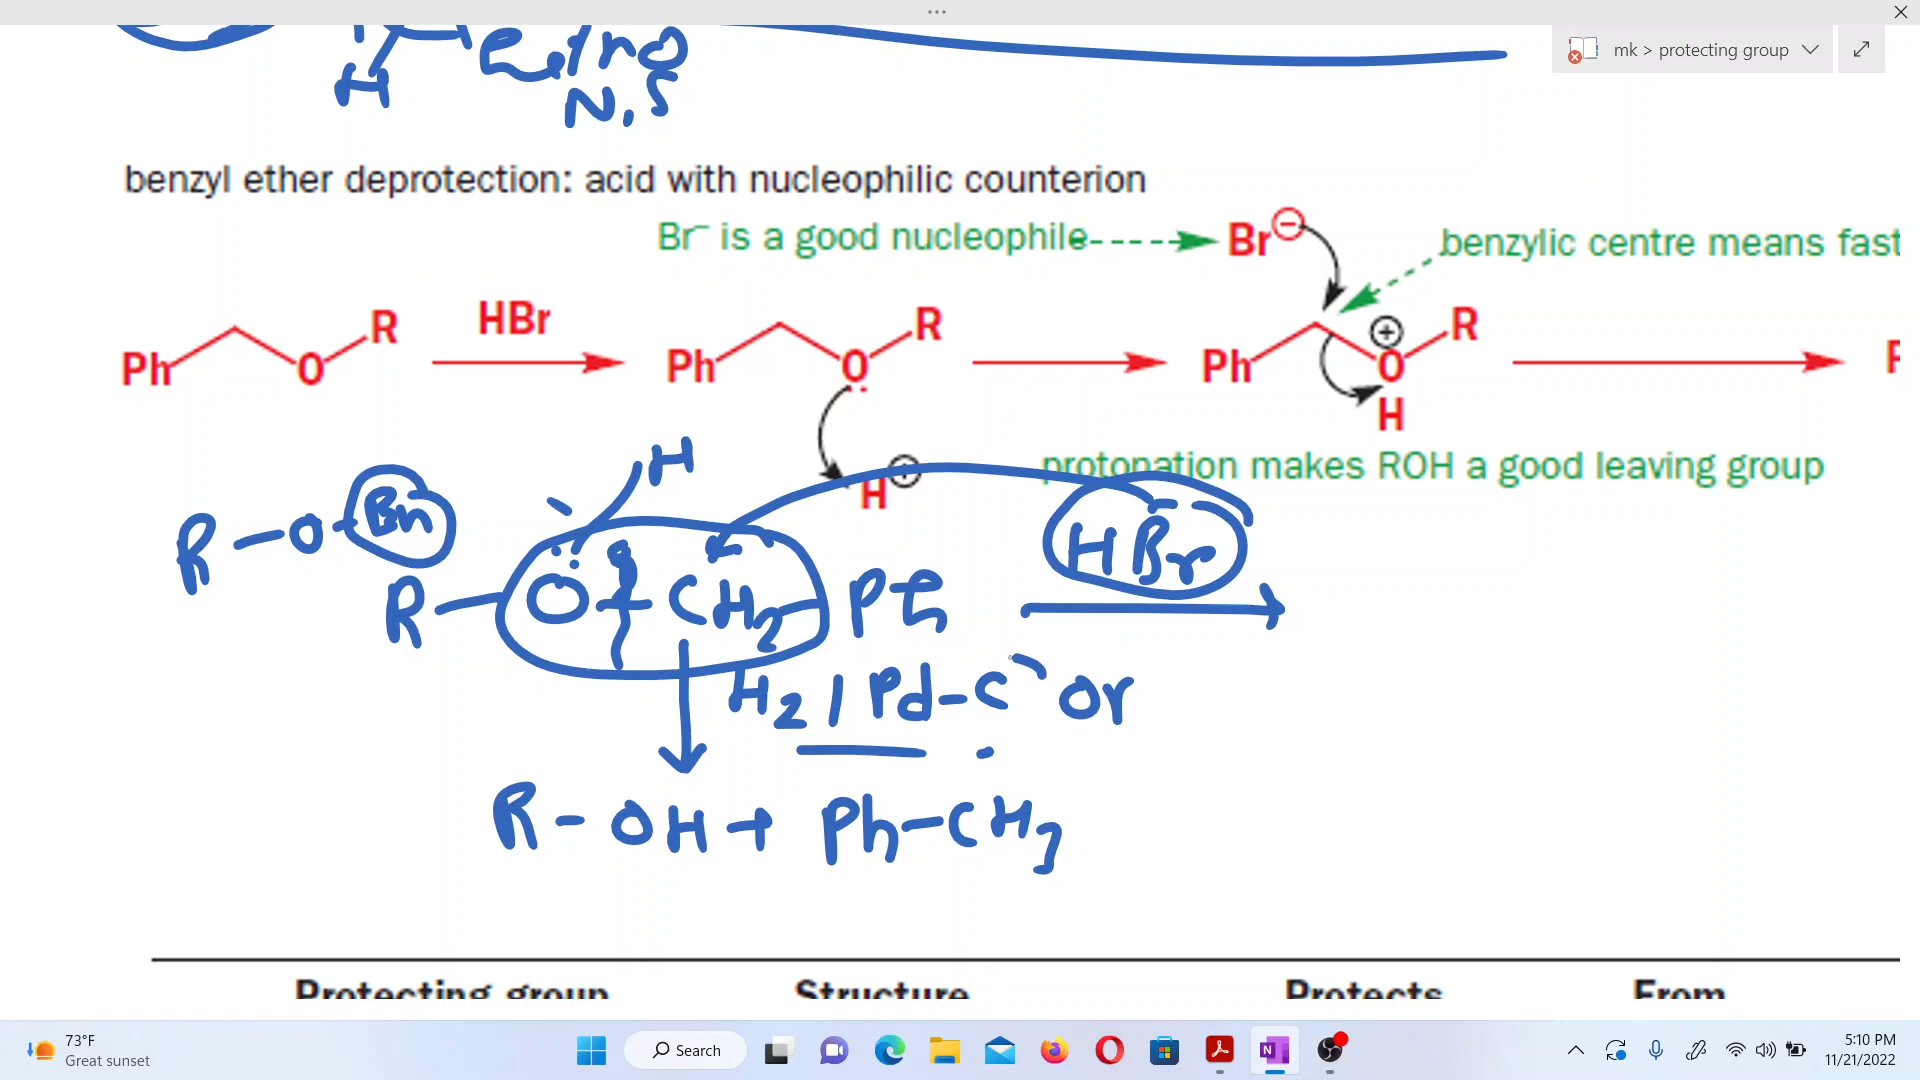 mk > protecting group
H
N, S
benzyl ether deprotection: acid with nucleophilic counterion
Br⁻ is a good nucleophile
Br⊖
benzylic centre means fast
Ph O R
HBr
Ph O R
H⊕
Ph O⊕ R
H
protonation makes ROH a good leaving group
R-O-Bn
H
R-O-CH2-Ph
HBr
H2 / Pd-C or
R-OH + Ph-CH3
Protecting group Structure Protects From
73°F
Great sunset
Search
5:10 PM
11/21/2022